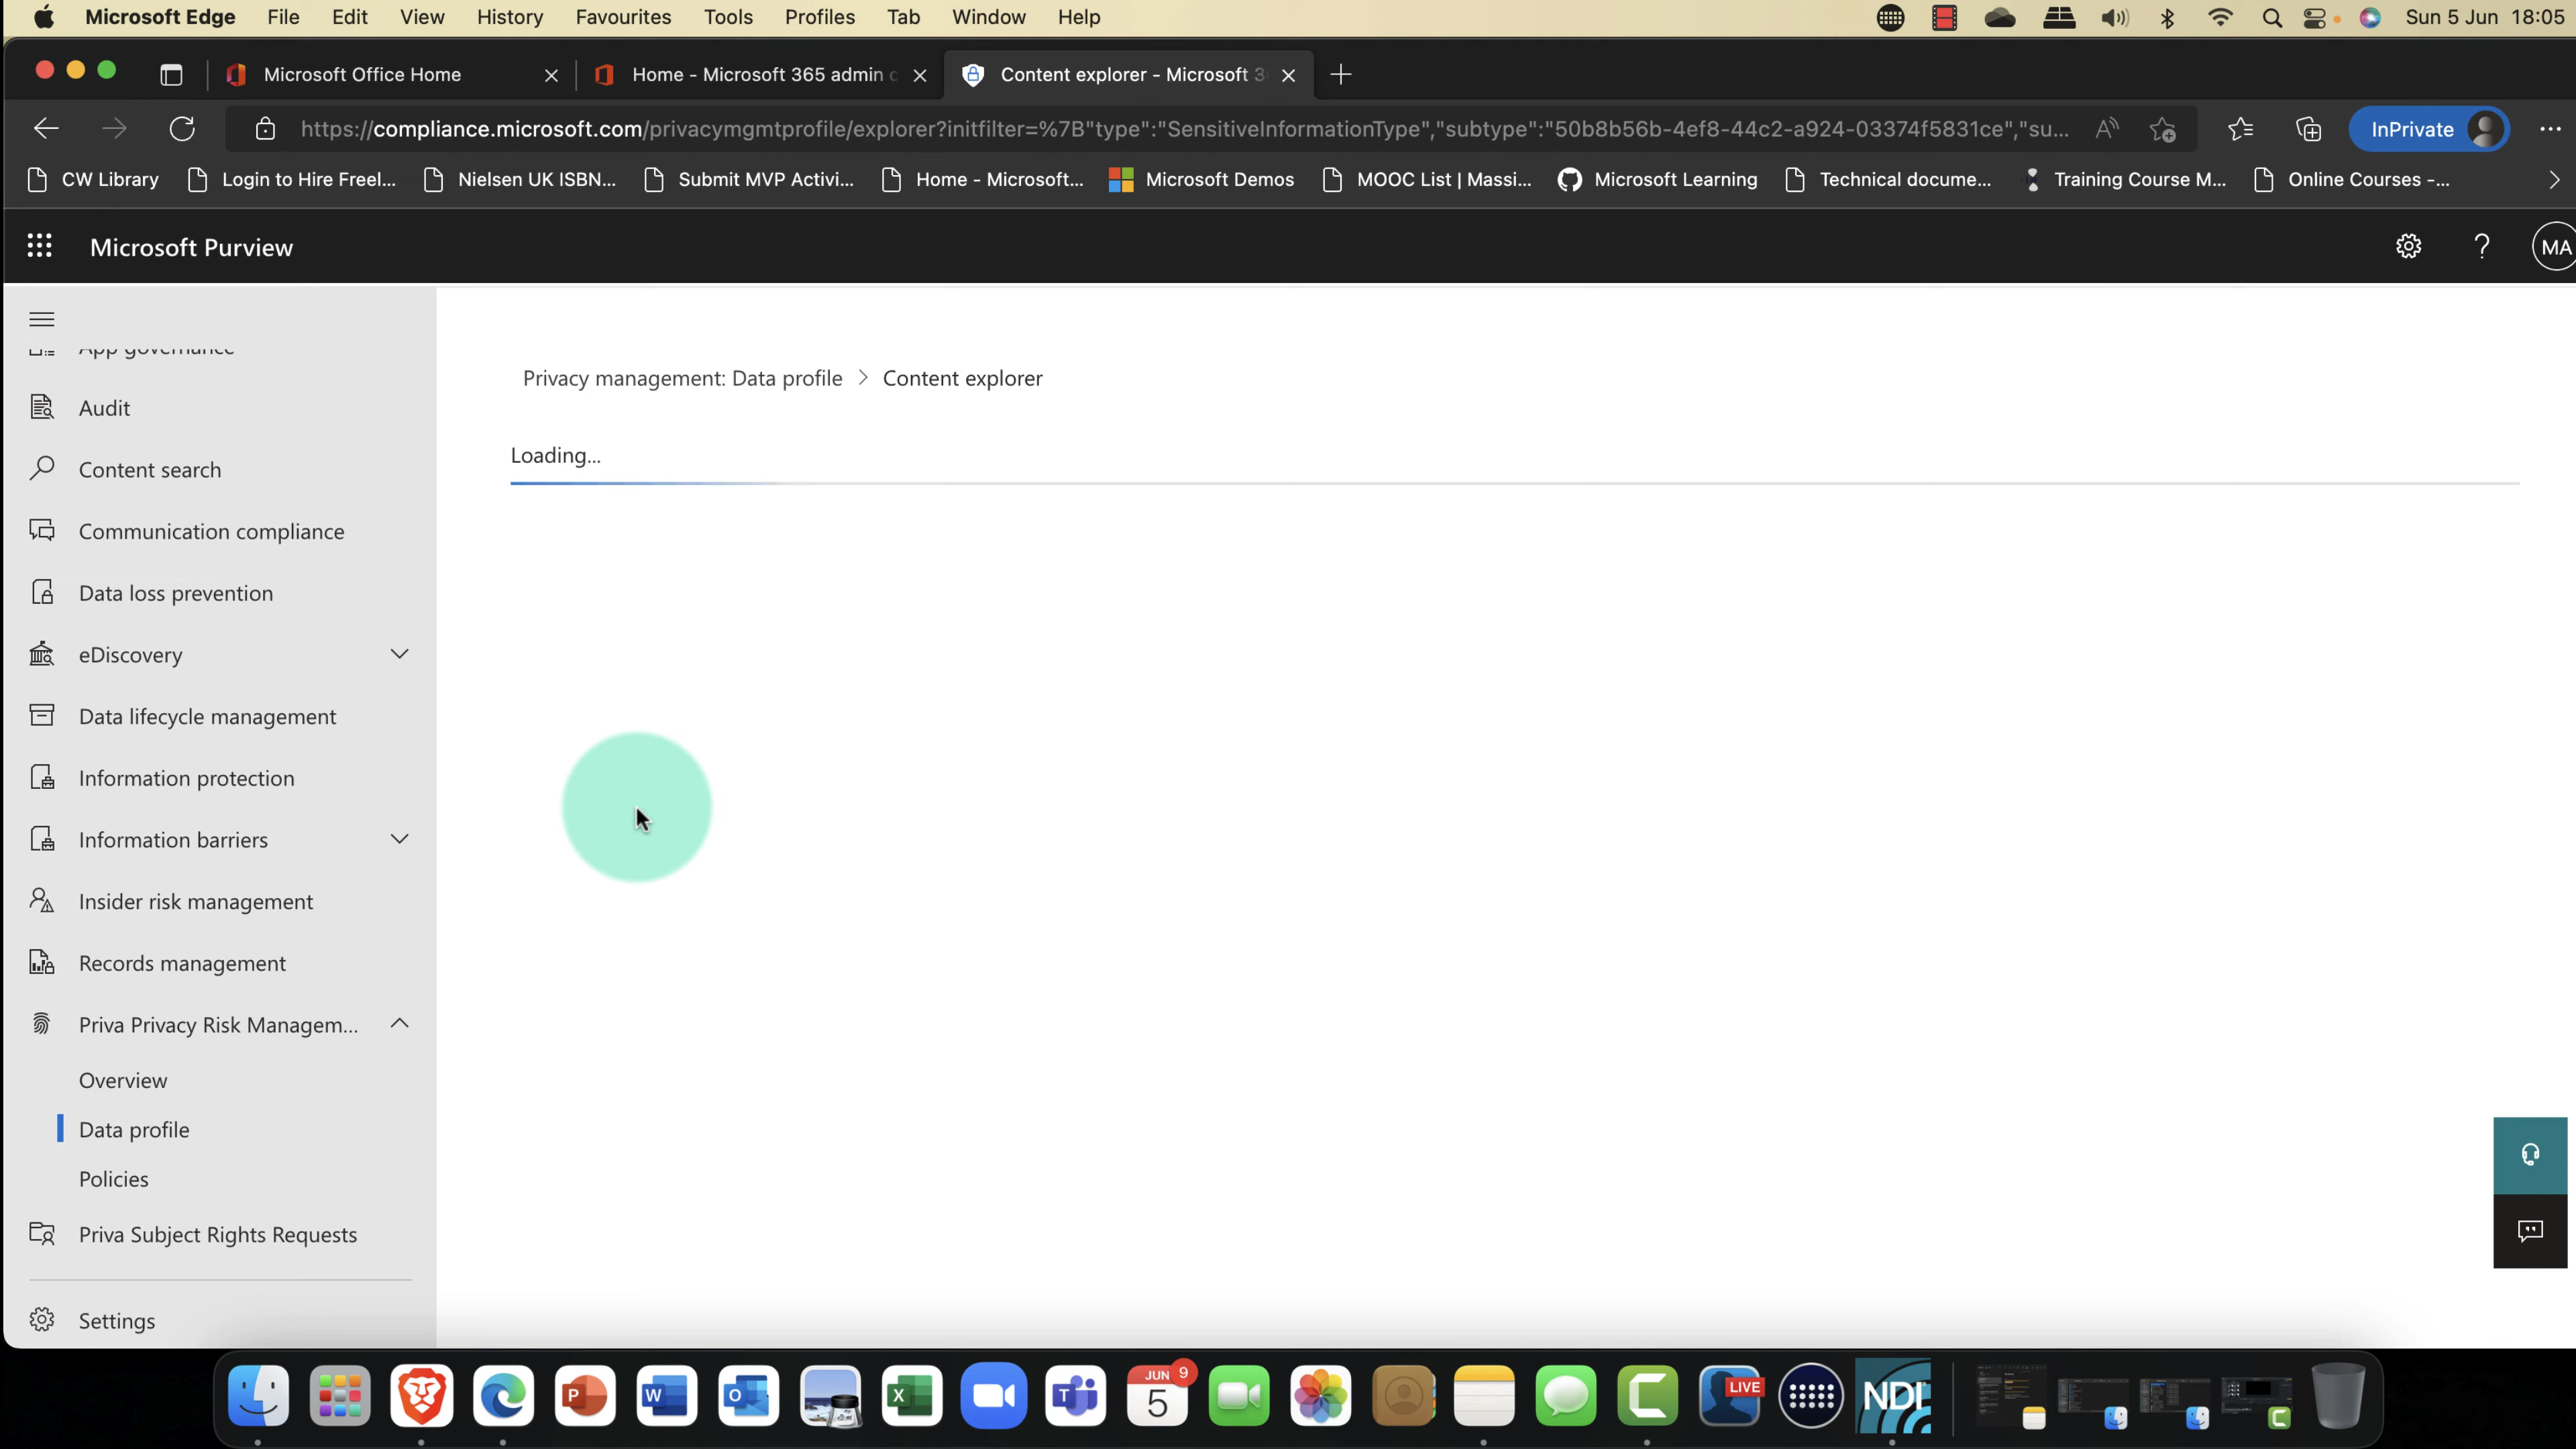 Microsoft Edge File Edit View History Favourites Tools Profiles Tab Window Help Sun 5 Jun 18:05
Microsoft Office Home Home - Microsoft 365 admin c Content explorer - Microsoft 3
https://compliance.microsoft.com/privacymgmtprofile/explorer?initfilter=%7B"type":"SensitiveInformationType","subtype":"50b8b56b-4ef8-44c2-a924-03374f5831ce","su... InPrivate
CW Library Login to Hire Freel... Nielsen UK ISBN... Submit MVP Activi... Home - Microsoft... Microsoft Demos MOOC List | Massi... Microsoft Learning Technical docume... Training Course M... Online Courses -...
Microsoft Purview ? MA
App governance
Privacy management: Data profile > Content explorer
Audit
Loading...
Content search
Communication compliance
Data loss prevention
eDiscovery
Data lifecycle management
Information protection
Information barriers
Insider risk management
Records management
Priva Privacy Risk Managem...
Overview
Data profile
Policies
Priva Subject Rights Requests
Settings
P W O X T JUN 5 9 LIVE NDI